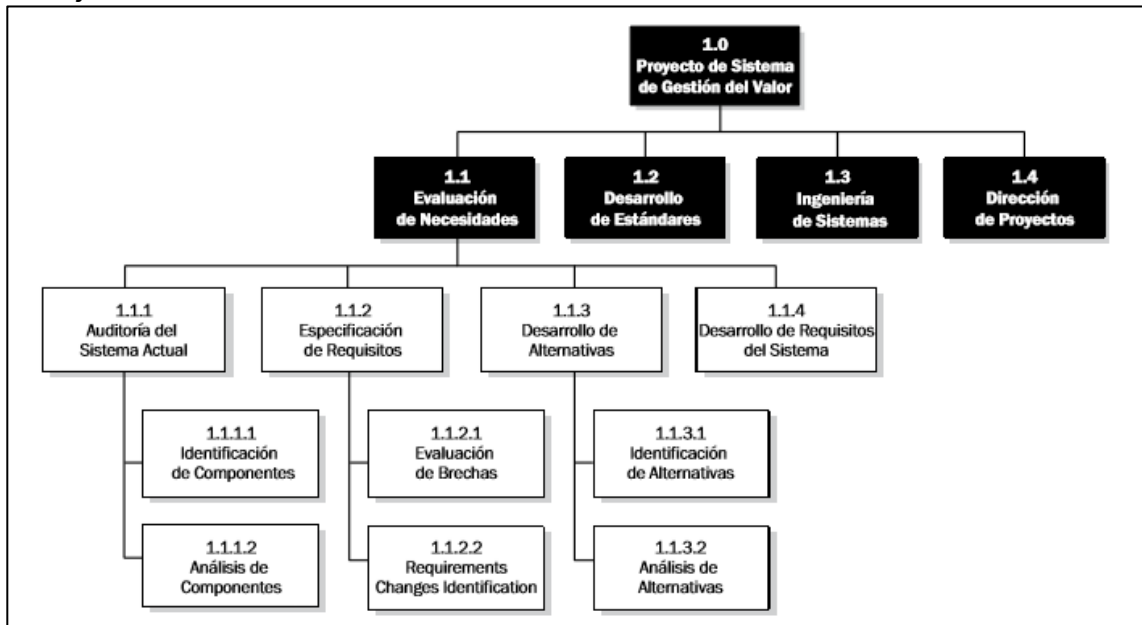 1.0
Proyecto de Sistema
de Gestión del Valor
1.1
Evaluación
de Necesidades
1.2
Desarrollo
de Estándares
1.3
Ingeniería
de Sistemas
1.4
Dirección
de Proyectos
1.1.1
Auditoría del
Sistema Actual
1.1.2
Especificación
de Requisitos
1.1.3
Desarrollo de
Alternativas
1.1.4
Desarrollo de Requisitos
del Sistema
1.1.1.1
Identificación
de Componentes
1.1.2.1
Evaluación
de Brechas
1.1.3.1
Identificación
de Alternativas
1.1.1.2
Análisis de
Componentes
1.1.2.2
Requirements
Changes Identification
1.1.3.2
Análisis de
Alternativas